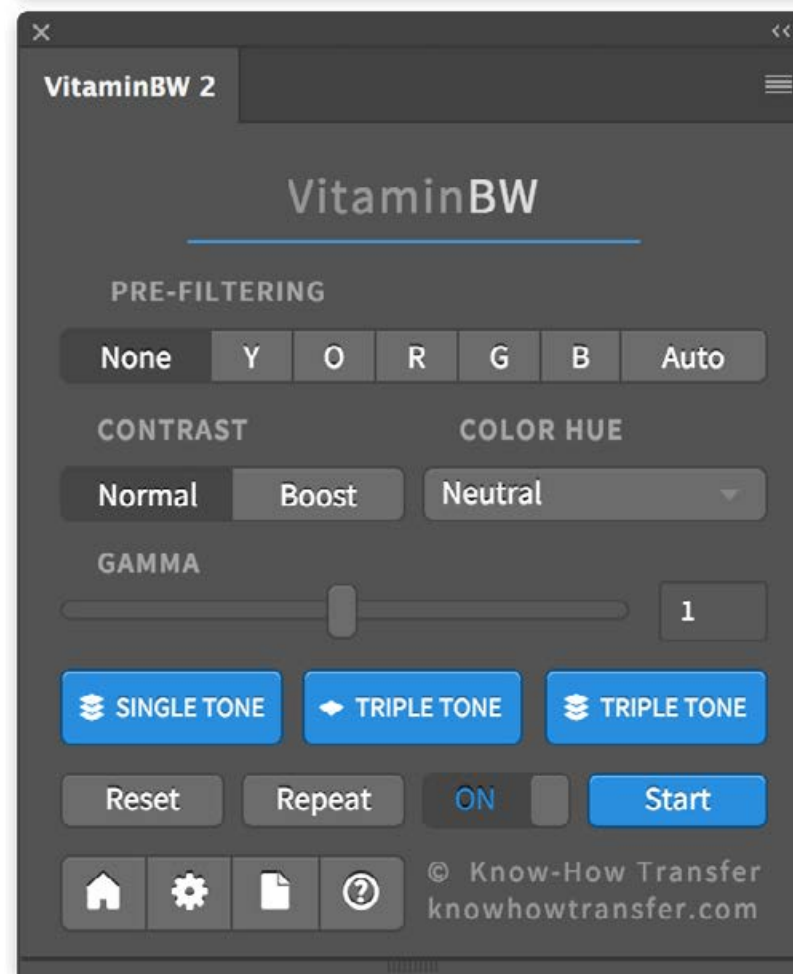 VitaminBW 2
VitaminBW
PRE-FILTERING
None Y O R G B Auto
CONTRAST COLOR HUE
Normal Boost Neutral
GAMMA
1
SINGLE TONE TRIPLE TONE TRIPLE TONE
Reset Repeat ON Start
© Know-How Transfer
knowhowtransfer.com